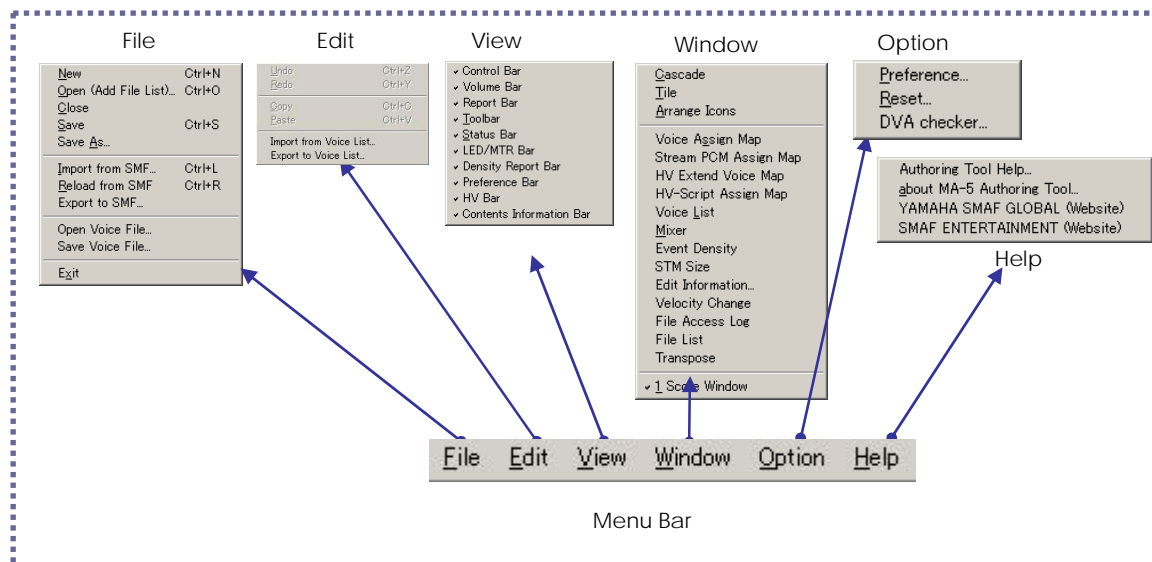 File
New Ctrl+N
Open (Add File List)... Ctrl+O
Close
Save Ctrl+S
Save As...
Import from SMF... Ctrl+L
Reload from SMF Ctrl+R
Export to SMF...
Open Voice File...
Save Voice File...
Exit
Edit
Undo Ctrl+Z
Redo Ctrl+Y
Copy Ctrl+C
Paste Ctrl+V
Import from Voice List...
Export to Voice List...
View
Control Bar
Volume Bar
Report Bar
Toolbar
Status Bar
LED/MTR Bar
Density Report Bar
Preference Bar
HV Bar
Contents Information Bar
Window
Cascade
Tile
Arrange Icons
Voice Assign Map
Stream PCM Assign Map
HV Extend Voice Map
HV-Script Assign Map
Voice List
Mixer
Event Density
STM Size
Edit Information...
Velocity Change
File Access Log
File List
Transpose
1 Score Window
Option
Preference...
Reset...
DVA checker...
Authoring Tool Help...
about MA-5 Authoring Tool...
YAMAHA SMAF GLOBAL (Website)
SMAF ENTERTAINMENT (Website)
Help
File Edit View Window Option Help
Menu Bar